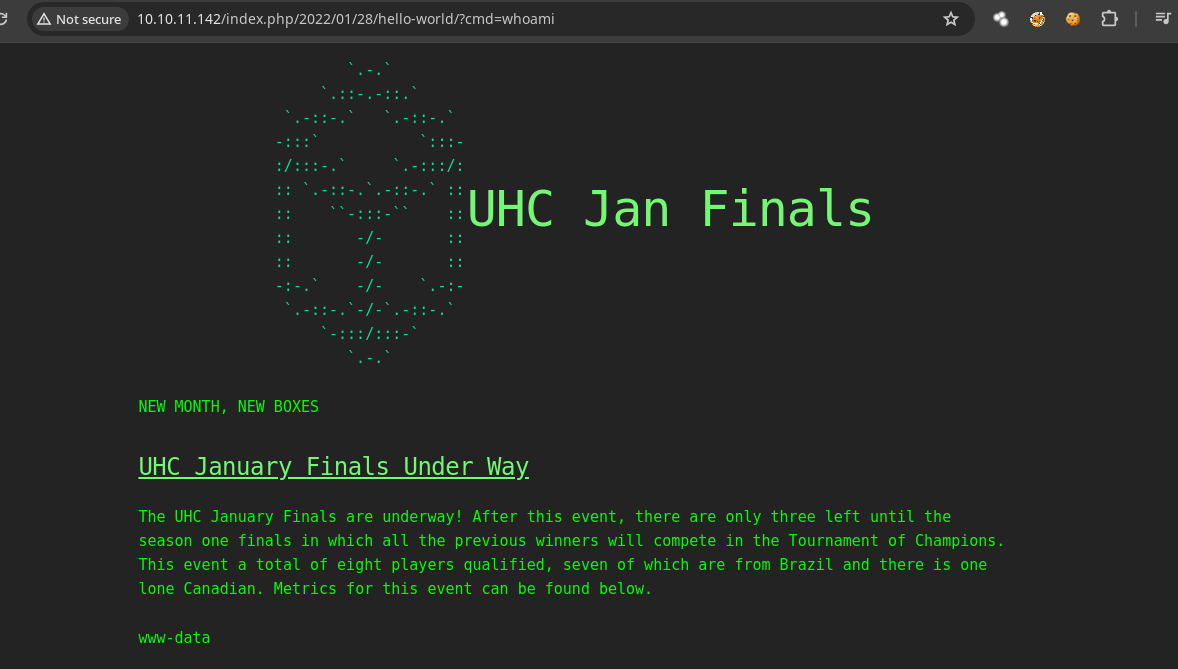 Not secure 10.10.11.142/index.php/2022/01/28/hello-world/?cmd=whoami
`.-.`
`.::-.-::.`
`.-::-.` `.-::-.`
-:::` `:::-
:/:::-.` `.-:::/:
:: `.-::-.`.-::-.` ::
:: ``-:::-`` ::
:: -/- ::
:: -/- ::
-:-.` -/- `.-:-
`.-::-.`-/-`.-::-.`
`-:::/:::-`
`.-.`
UHC Jan Finals
NEW MONTH, NEW BOXES
UHC January Finals Under Way
The UHC January Finals are underway! After this event, there are only three left until the
season one finals in which all the previous winners will compete in the Tournament of Champions.
This event a total of eight players qualified, seven of which are from Brazil and there is one
lone Canadian. Metrics for this event can be found below.
www-data